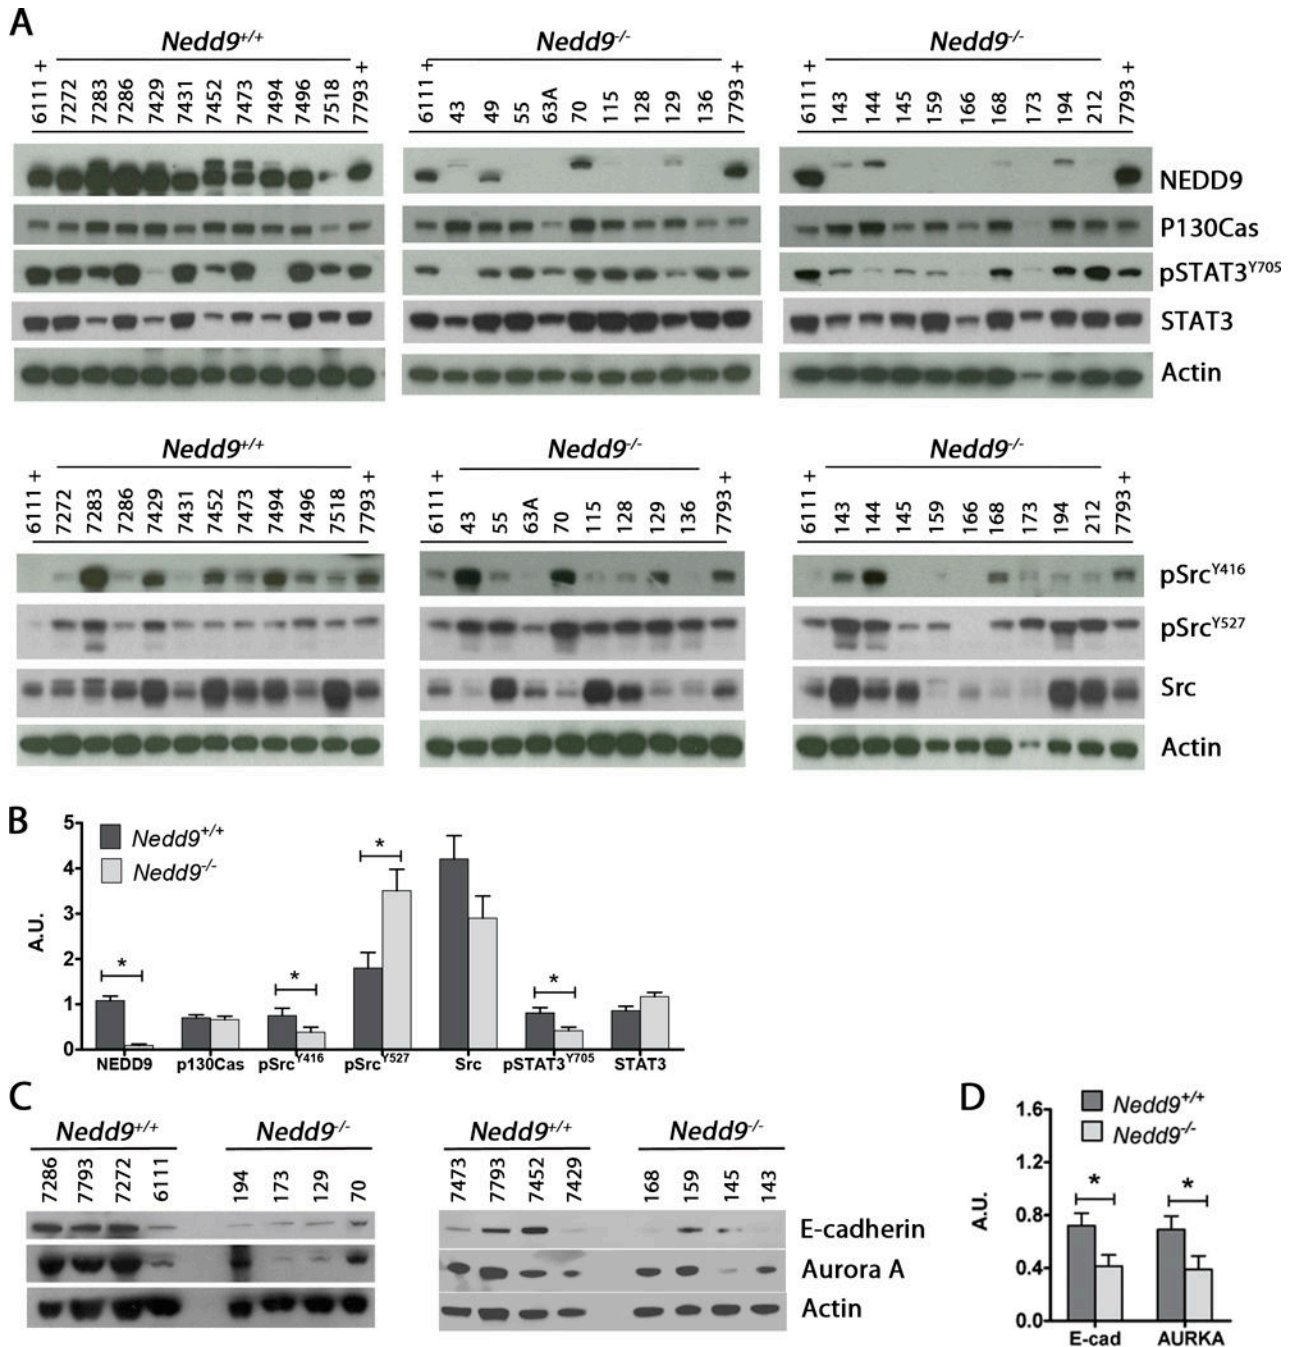 A
Nedd9+/+
Nedd9-/-
Nedd9-/-
6111 + 7272 7283 7286 7429 7431 7452 7473 7494 7496 7518 7793 +
6111 + 43 49 55 63A 70 115 128 129 136 7793 +
6111 + 143 144 145 159 166 168 173 194 212 7793 +
NEDD9
P130Cas
pSTAT3Y705
STAT3
Actin
Nedd9+/+
Nedd9-/-
Nedd9-/-
6111 + 7272 7283 7286 7429 7431 7452 7473 7494 7496 7518 7793 +
6111 + 43 55 63A 70 115 128 129 136 7793 +
6111 + 143 144 145 159 166 168 173 194 212 7793 +
pSrcY416
pSrcY527
Src
Actin
B
Nedd9+/+
Nedd9-/-
A.U.
5
4
3
2
1
0
* * * *
NEDD9 p130Cas pSrcY416 pSrcY527 Src pSTAT3Y705 STAT3
C
Nedd9+/+ Nedd9-/- Nedd9+/+ Nedd9-/-
7286 7793 7272 6111 194 173 129 70
7473 7793 7452 7429 168 159 145 143
E-cadherin
Aurora A
Actin
D
Nedd9+/+
Nedd9-/-
A.U.
1.6
1.2
0.8
0.4
0.0
* *
E-cad AURKA